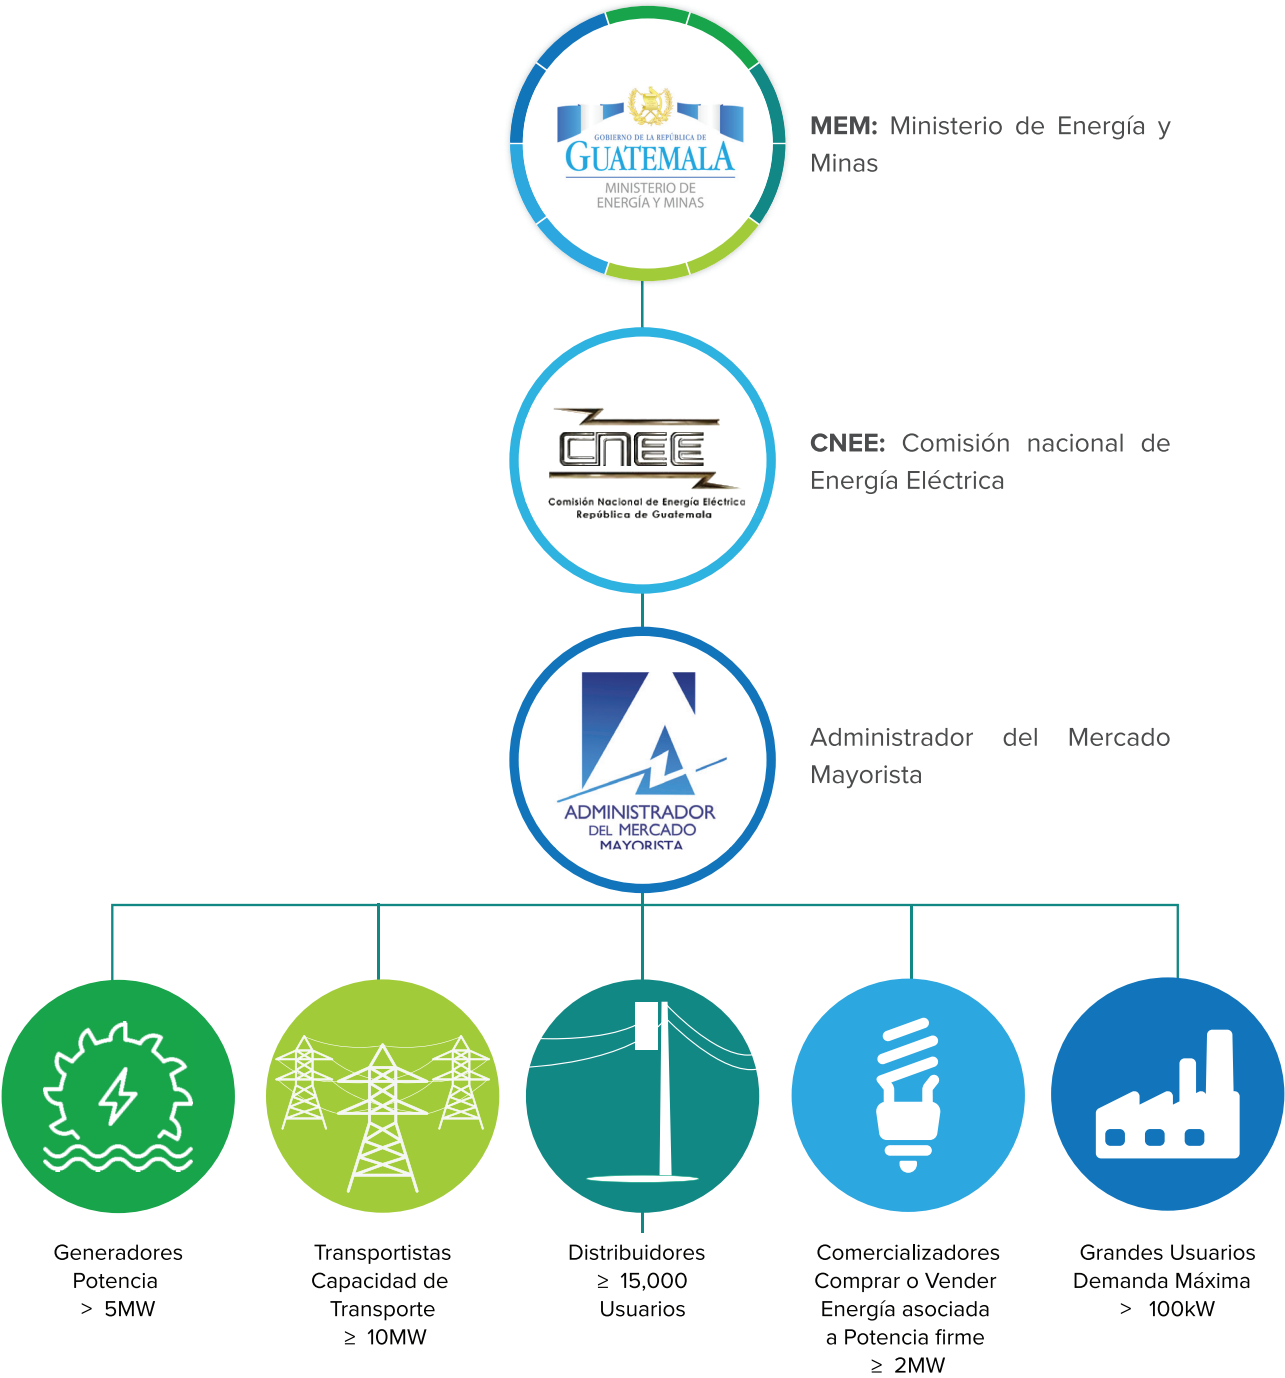 GOBIERNO DE LA REPÚBLICA DE
GUATEMALA
MINISTERIO DE
ENERGÍA Y MINAS
MEM: Ministerio de Energía y
Minas
CNEE
Comisión Nacional de Energía Eléctrica
República de Guatemala
CNEE: Comisión nacional de
Energía Eléctrica
ADMINISTRADOR
DEL MERCADO
MAYORISTA
Administrador del Mercado
Mayorista
Generadores
Potencia
> 5MW
Transportistas
Capacidad de
Transporte
≥ 10MW
Distribuidores
≥ 15,000
Usuarios
Comercializadores
Comprar o Vender
Energía asociada
a Potencia firme
≥ 2MW
Grandes Usuarios
Demanda Máxima
> 100kW